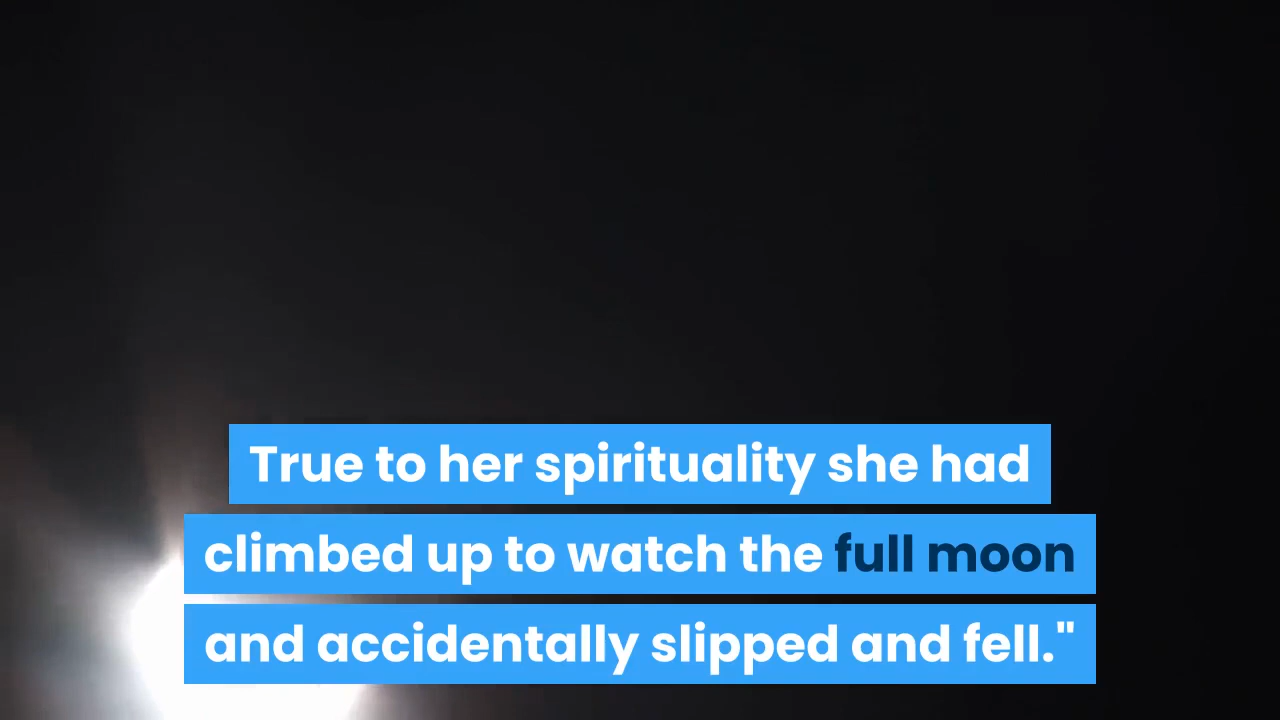 True to her spirituality she had
climbed up to watch the full moon
and accidentally slipped and fell."